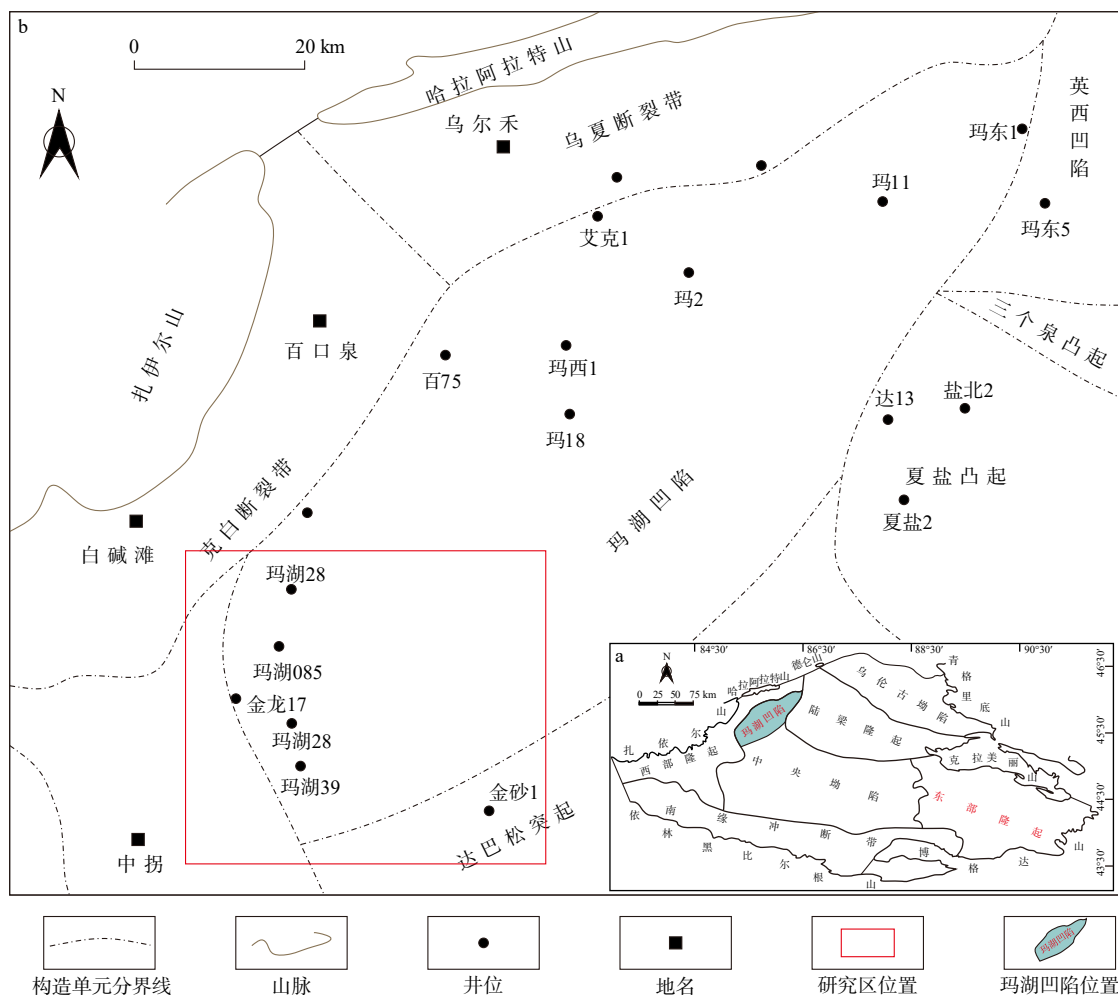 b
0 20 km
N
哈拉阿拉特山
乌尔禾
乌夏断裂带
英西凹陷
玛东1
玛11
玛东5
艾克1
玛2
三个泉凸起
扎伊尔山
百口泉
百75
玛西1
玛18
达13
盐北2
夏盐凸起
夏盐2
克白断裂带
玛湖凹陷
白碱滩
玛湖28
玛湖085
金龙17
玛湖28
玛湖39
金砂1
达巴松突起
中拐
a
84°30′ 86°30′ 88°30′ 90°30′
46°30′
45°30′
44°30′
43°30′
N
0 25 50 75 km
哈拉阿拉特山
德仑山
青格里底山
乌伦古坳陷
玛湖凹陷
陆梁隆起
扎依尔山
西部隆起
中央坳陷
克拉美丽山
东部隆起
南缘冲断带
依林黑比尔根山
博格达山
构造单元分界线
山脉
井位
地名
研究区位置
玛湖凹陷
玛湖凹陷位置